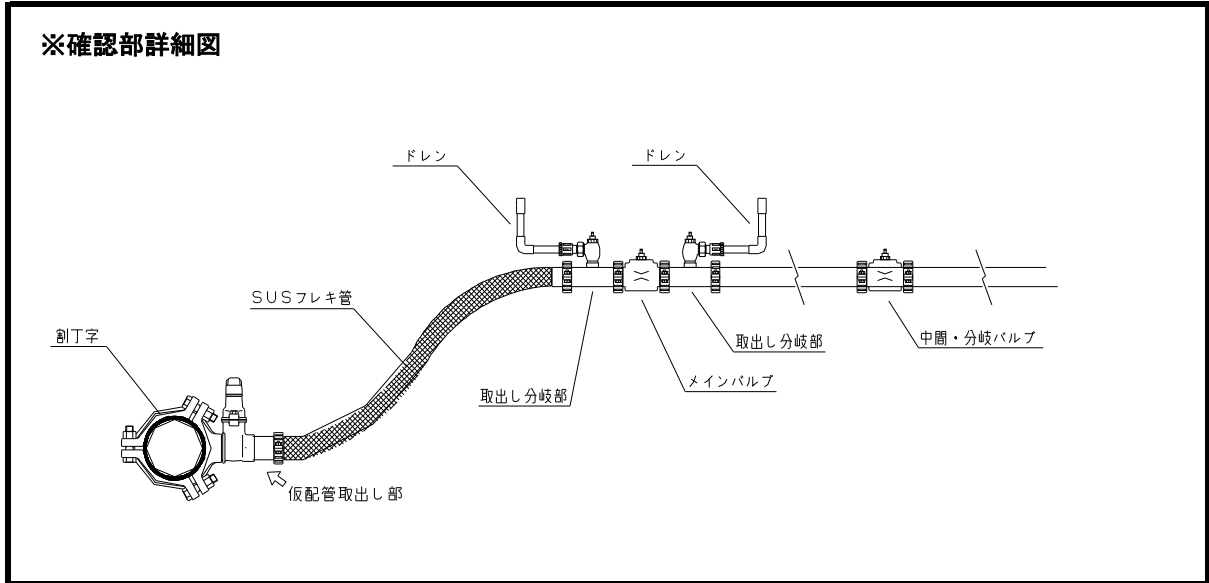 ※確認部詳細図
ドレン
ドレン
SUSフレキ管
割丁字
取出し分岐部
メインバルブ
取出し分岐部
中間・分岐バルブ
仮配管取出し部